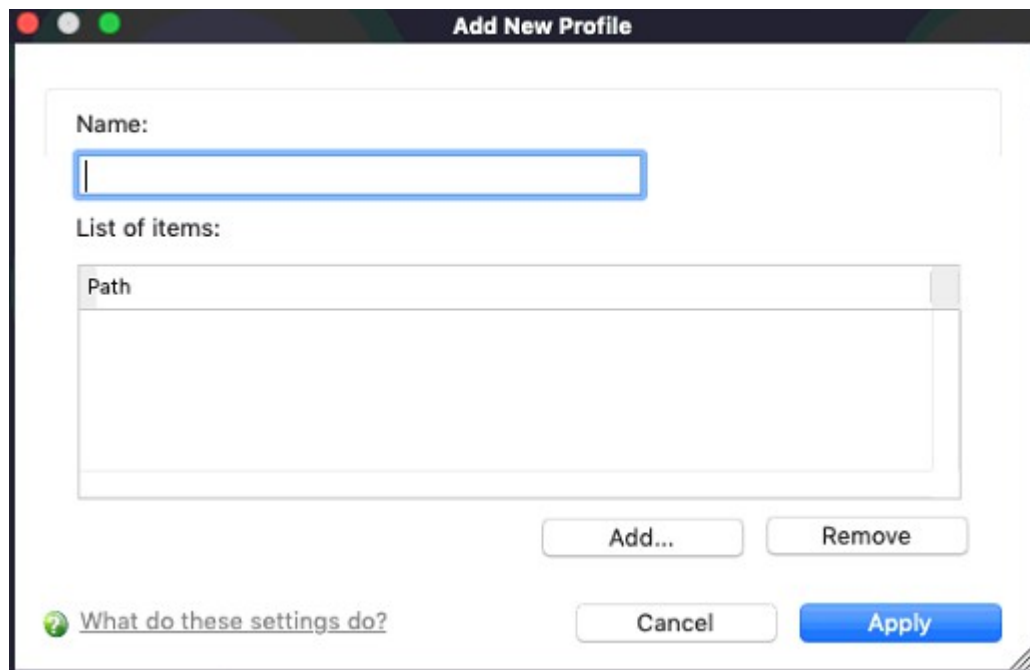 Add New Profile
Name:
List of items:
Path
Add...
Remove
What do these settings do?
Cancel
Apply